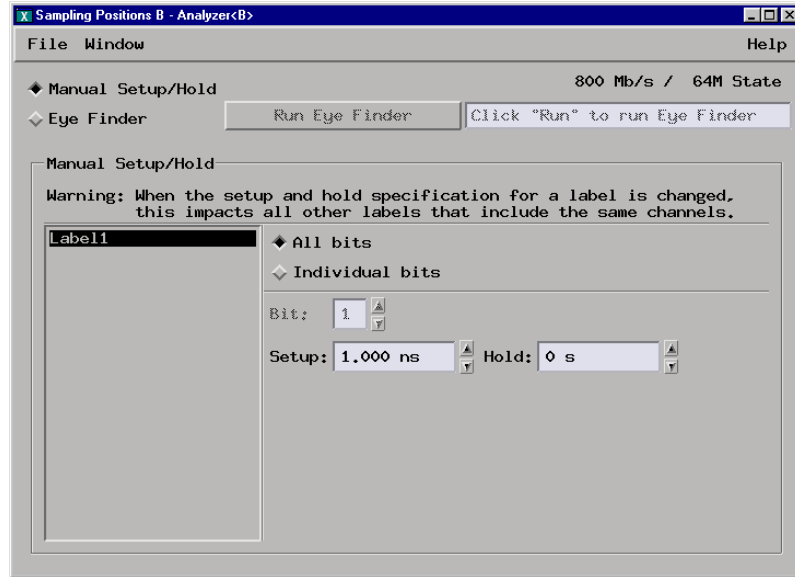 Sampling Positions B - Analyzer<B>
File Window Help
800 Mb/s / 64M State
Manual Setup/Hold
Eye Finder Run Eye Finder Click "Run" to run Eye Finder
Manual Setup/Hold
Warning: When the setup and hold specification for a label is changed,
this impacts all other labels that include the same channels.
Label1
All bits
Individual bits
Bit: 1
Setup: 1.000 ns Hold: 0 s